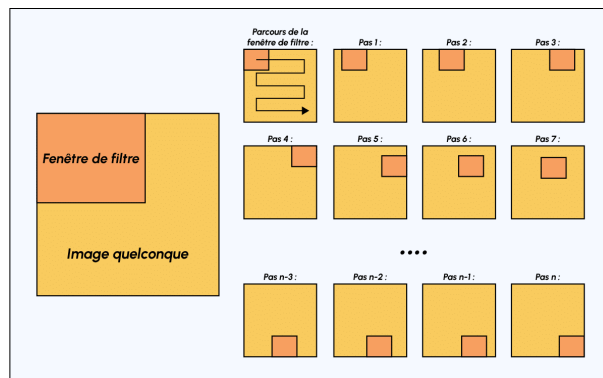 Parcours de la
fenêtre de filtre :
Pas 1 :
Pas 2 :
Pas 3 :
Fenêtre de filtre
Image quelconque
Pas 4 :
Pas 5 :
Pas 6 :
Pas 7 :
....
Pas n-3 :
Pas n-2 :
Pas n-1 :
Pas n :